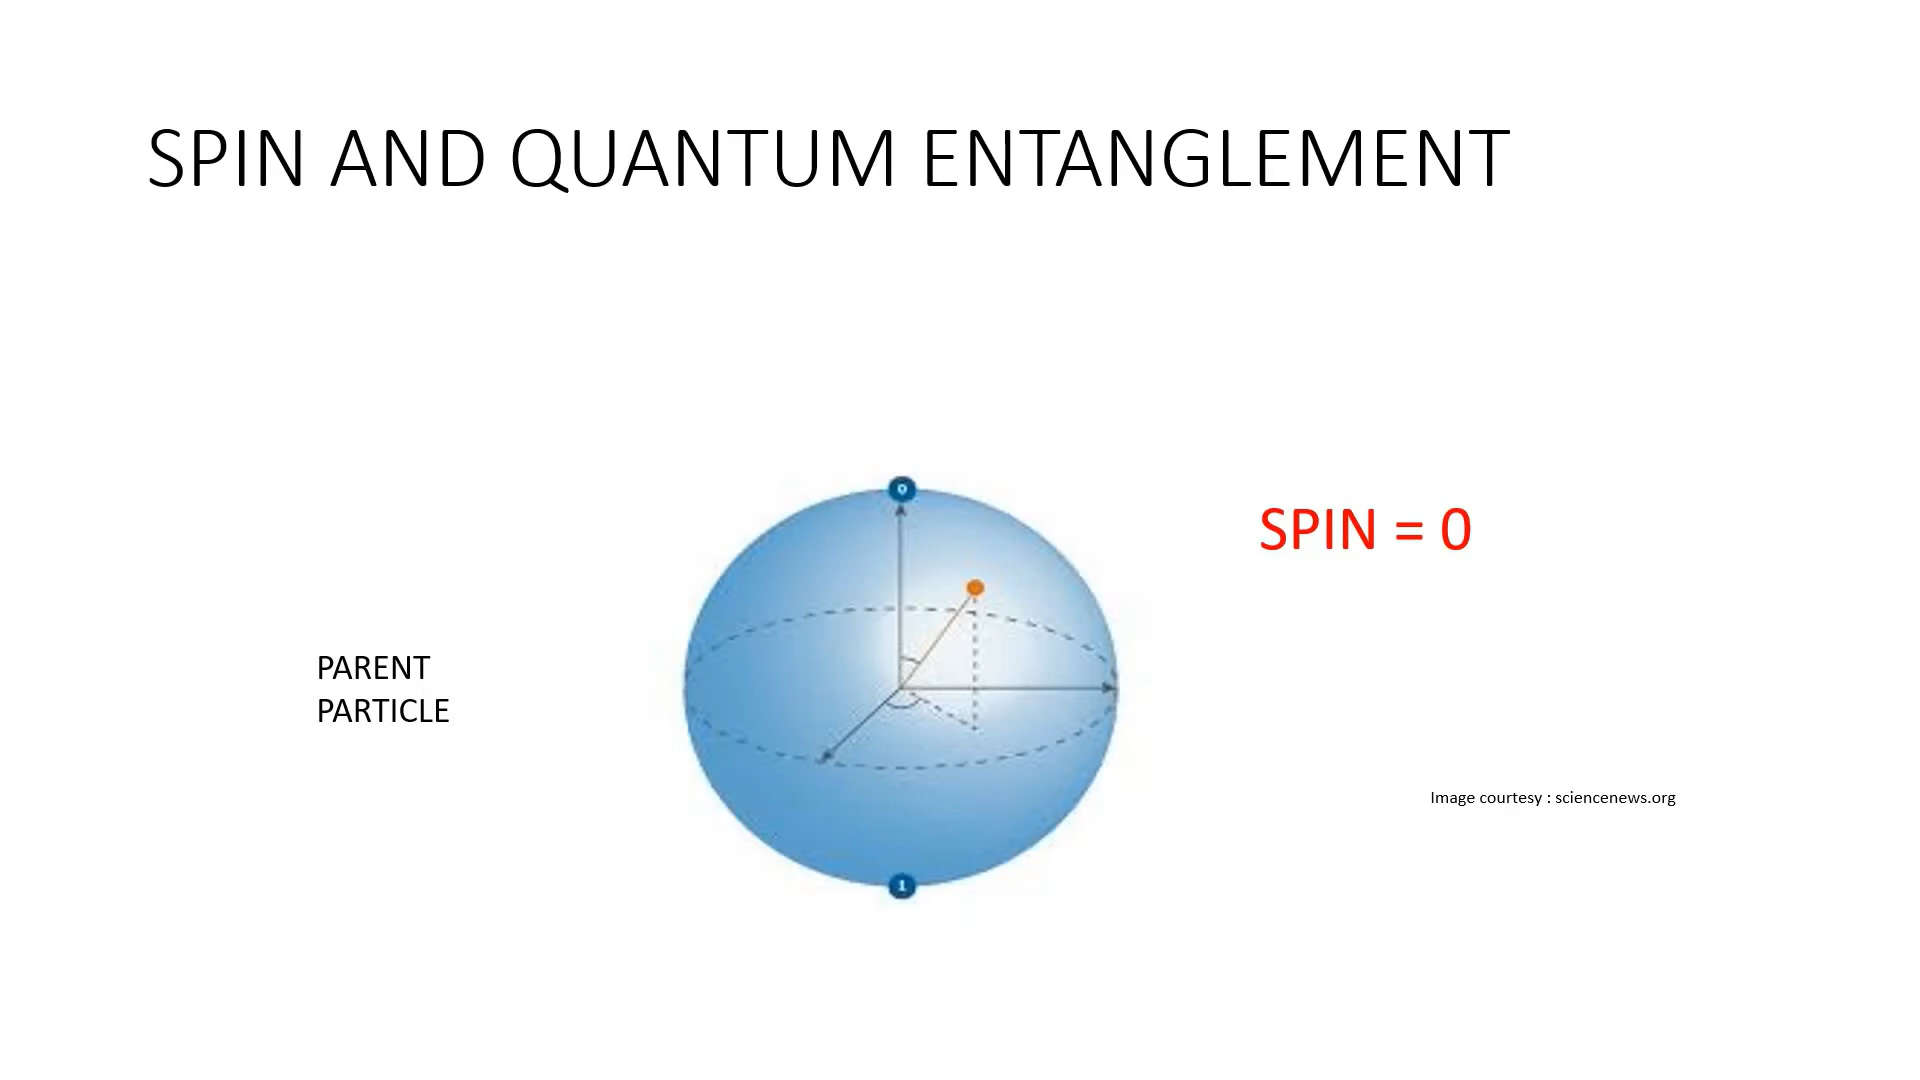 SPIN AND QUANTUM ENTANGLEMENT
0
SPIN = 0
PARENT
PARTICLE
Image courtesy : sciencenews.org
1